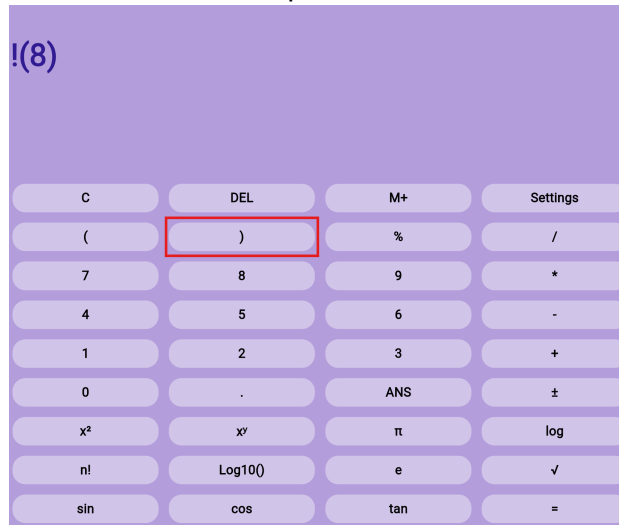 !(8)
C DEL M+ Settings
( ) % /
7 8 9 *
4 5 6 -
1 2 3 +
0 . ANS ±
x² xʸ π log
n! Log10() e √
sin cos tan =